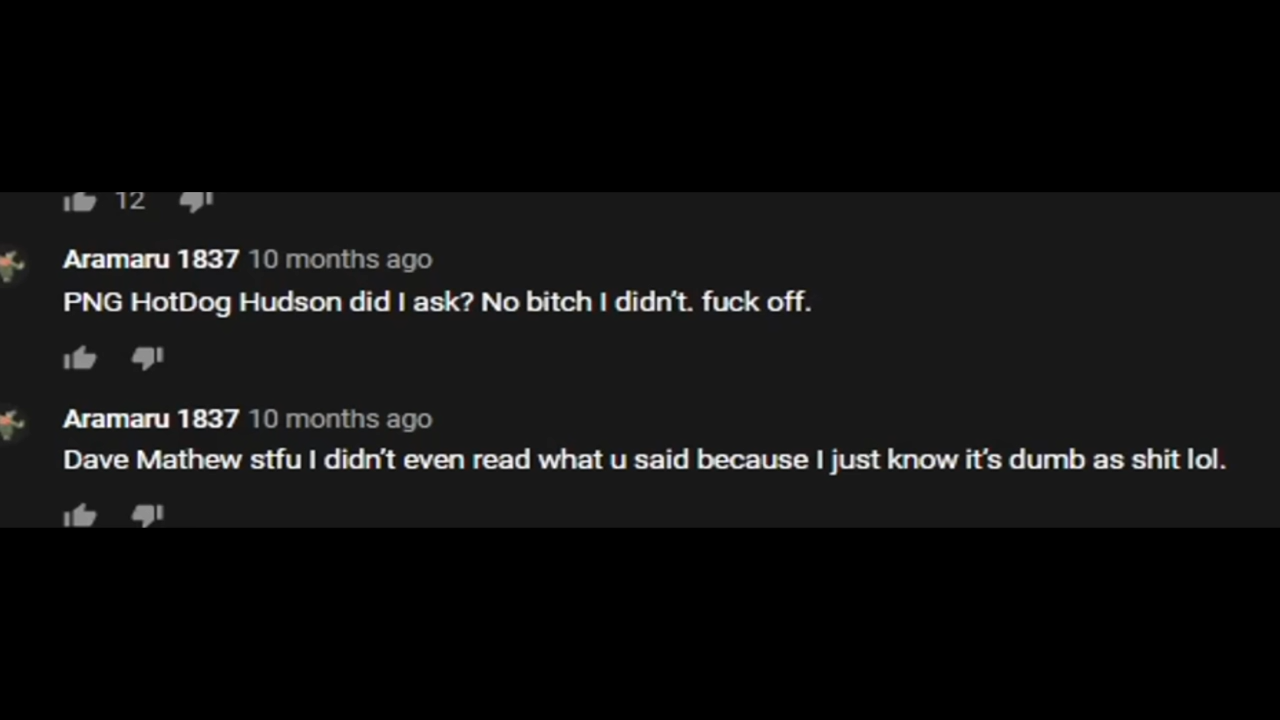 12
Aramaru 1837 10 months ago
PNG HotDog Hudson did I ask? No bitch I didn't. fuck off.
Aramaru 1837 10 months ago
Dave Mathew stfu I didn't even read what u said because I just know it's dumb as shit lol.